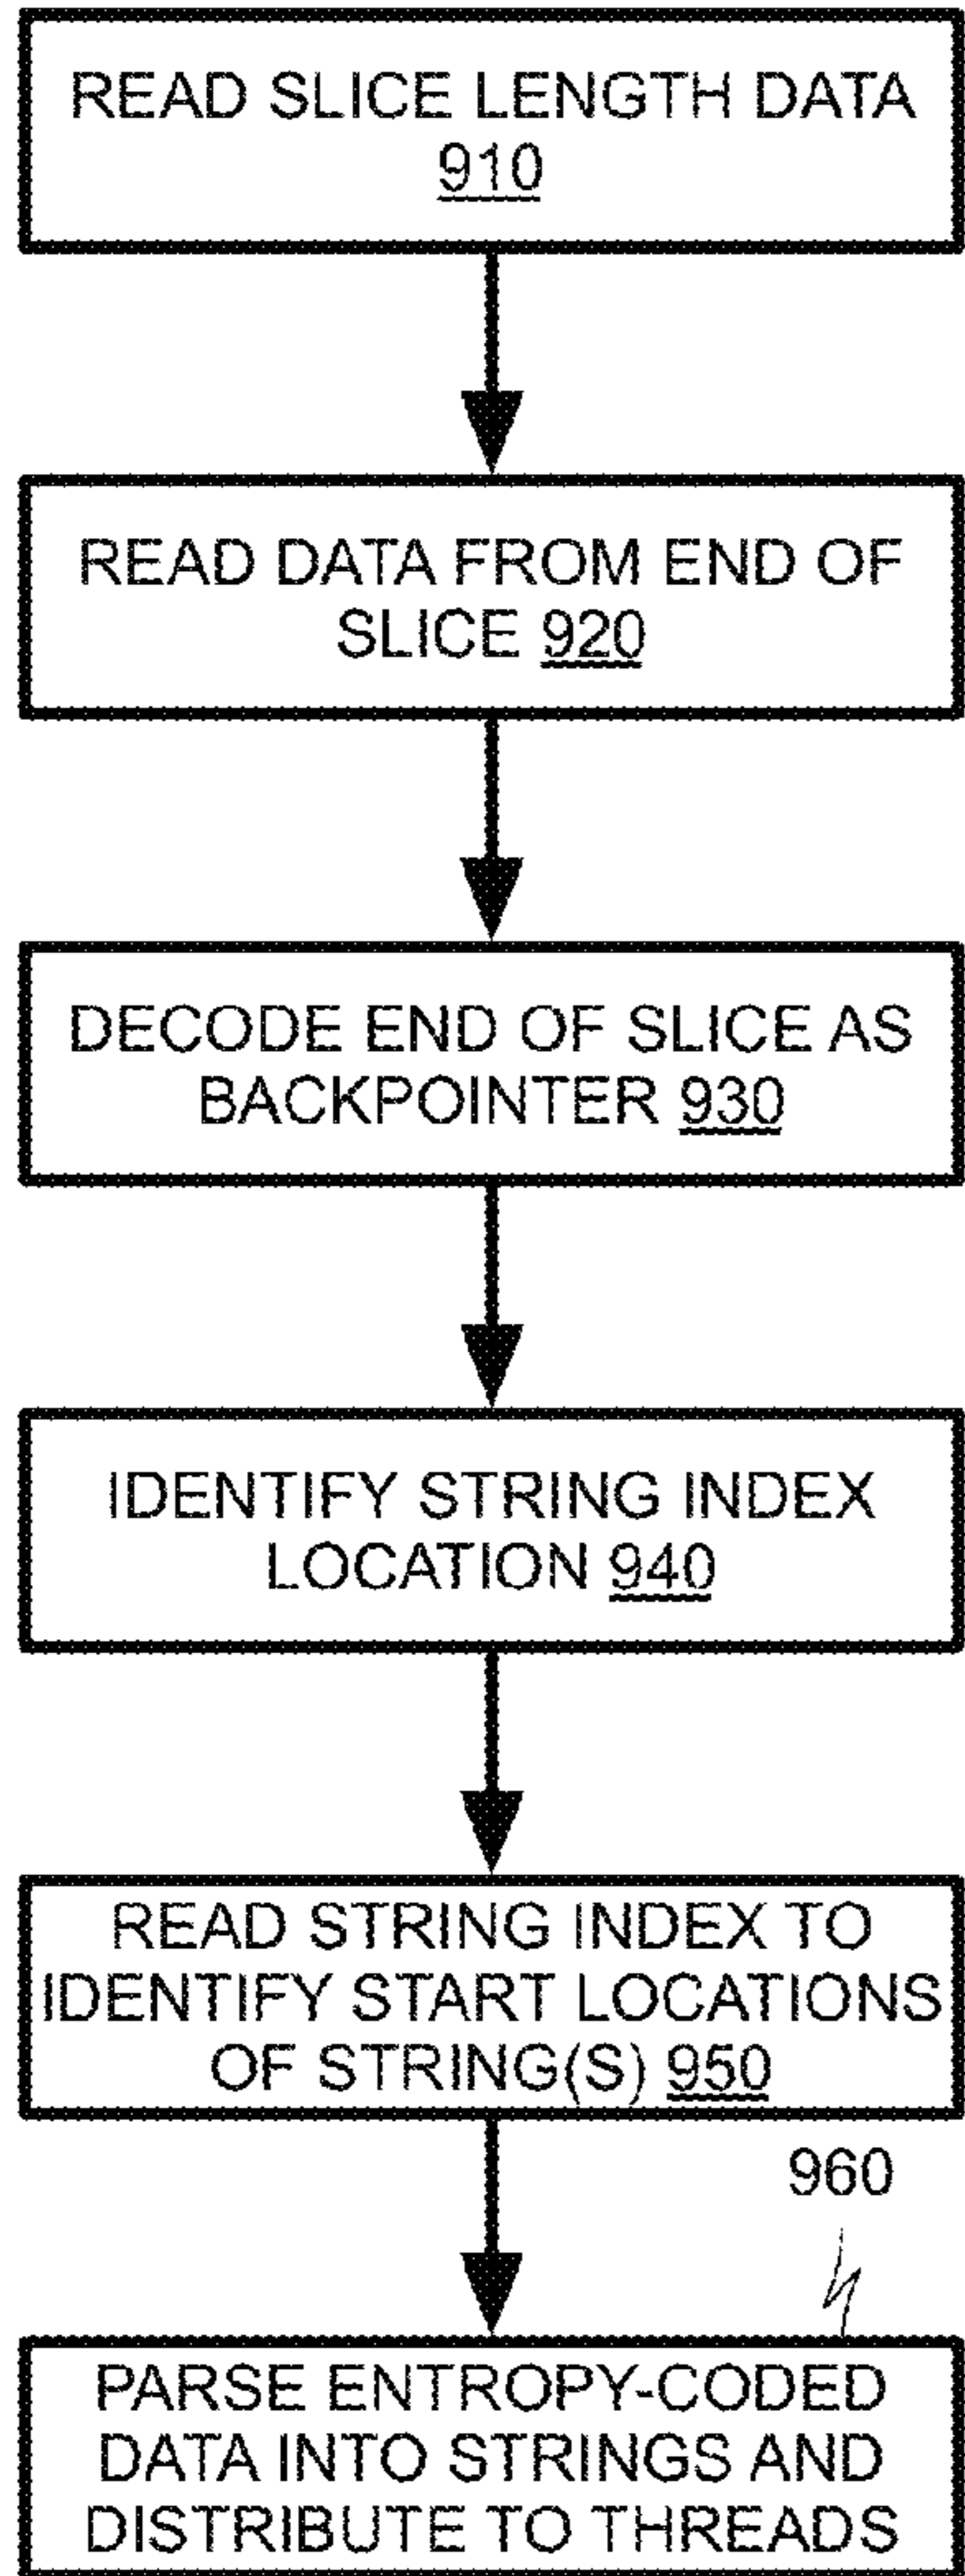 READ SLICE LENGTH DATA
910
READ DATA FROM END OF
SLICE 920
DECODE END OF SLICE AS
BACKPOINTER 930
IDENTIFY STRING INDEX
LOCATION 940
READ STRING INDEX TO
IDENTIFY START LOCATIONS
OF STRING(S) 950
960
PARSE ENTROPY-CODED
DATA INTO STRINGS AND
DISTRIBUTE TO THREADS